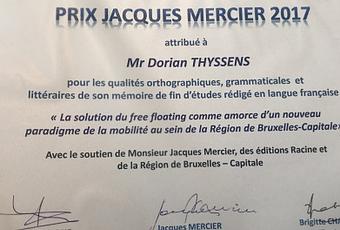 PRIX JACQUES MERCIER 2017
attribué à
Mr Dorian THYSSENS
pour les qualités orthographiques, grammaticales et
littéraires de son mémoire de fin d'études rédigé en langue française
« La solution du free floating comme amorce d'un nouveau
paradigme de la mobilité au sein de la Région de Bruxelles-Capitale»
Avec le soutien de Monsieur Jacques Mercier, des éditions Racine et
de la Région de Bruxelles – Capitale
Jacques MERCIER
Brigitte